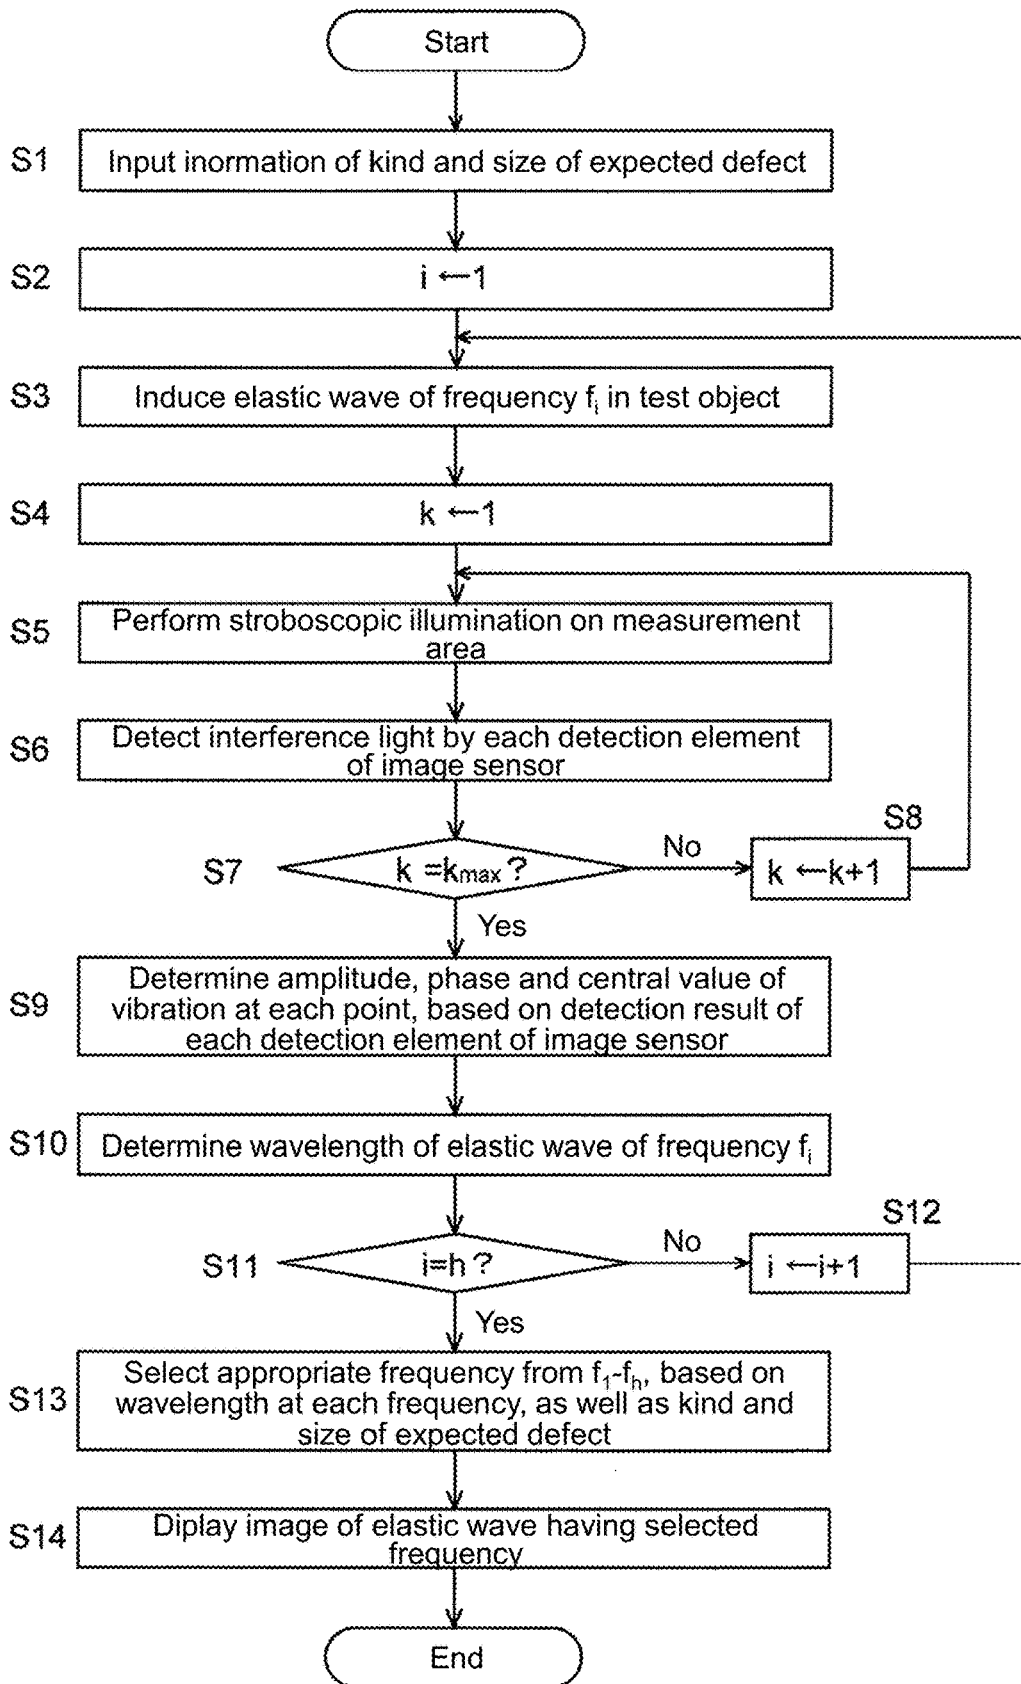 Start
S1
Input inormation of kind and size of expected defect
S2
i ←1
S3
Induce elastic wave of frequency fi in test object
S4
k ←1
S5
Perform stroboscopic illumination on measurement
area
S6
Detect interference light by each detection element
of image sensor
S7
k =kmax ?
No
S8
k ←k+1
Yes
S9
Determine amplitude, phase and central value of
vibration at each point, based on detection result of
each detection element of image sensor
S10
Determine wavelength of elastic wave of frequency fi
S11
i=h ?
No
S12
i ←i+1
Yes
S13
Select appropriate frequency from f1-fh, based on
wavelength at each frequency, as well as kind and
size of expected defect
S14
Diplay image of elastic wave having selected
frequency
End